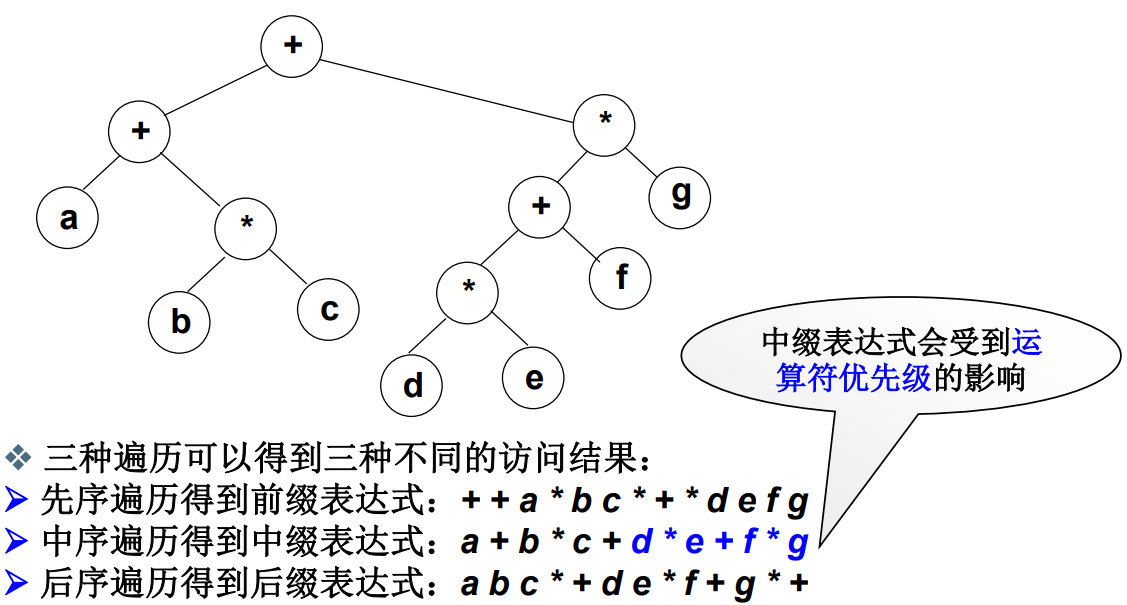 +
+
*
a
*
+
g
b
c
*
f
d
e
中缀表达式会受到运
算符优先级的影响
❖ 三种遍历可以得到三种不同的访问结果：
➢ 先序遍历得到前缀表达式：+ + a * b c * + * d e f g
➢ 中序遍历得到中缀表达式：a + b * c + d * e + f * g
➢ 后序遍历得到后缀表达式：a b c * + d e * f + g * +